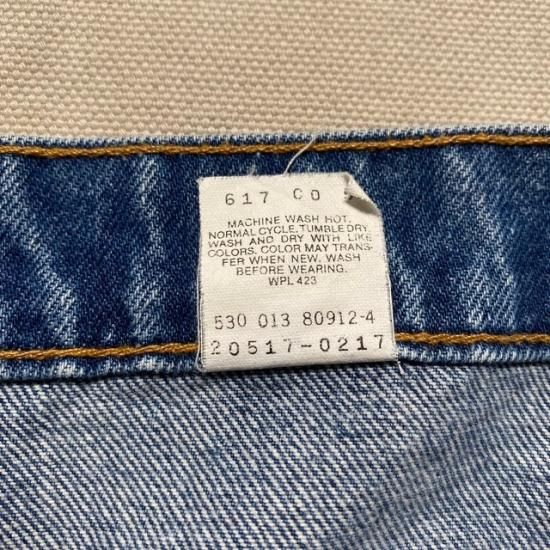 617 CO
MACHINE WASH HOT.
NORMAL CYCLE. TUMBLE DRY.
WASH AND DRY WITH LIKE
COLORS. COLOR MAY TRANS-
FER WHEN NEW. WASH
BEFORE WEARING.
WPL 423
530 013 80912-4
20517-0217